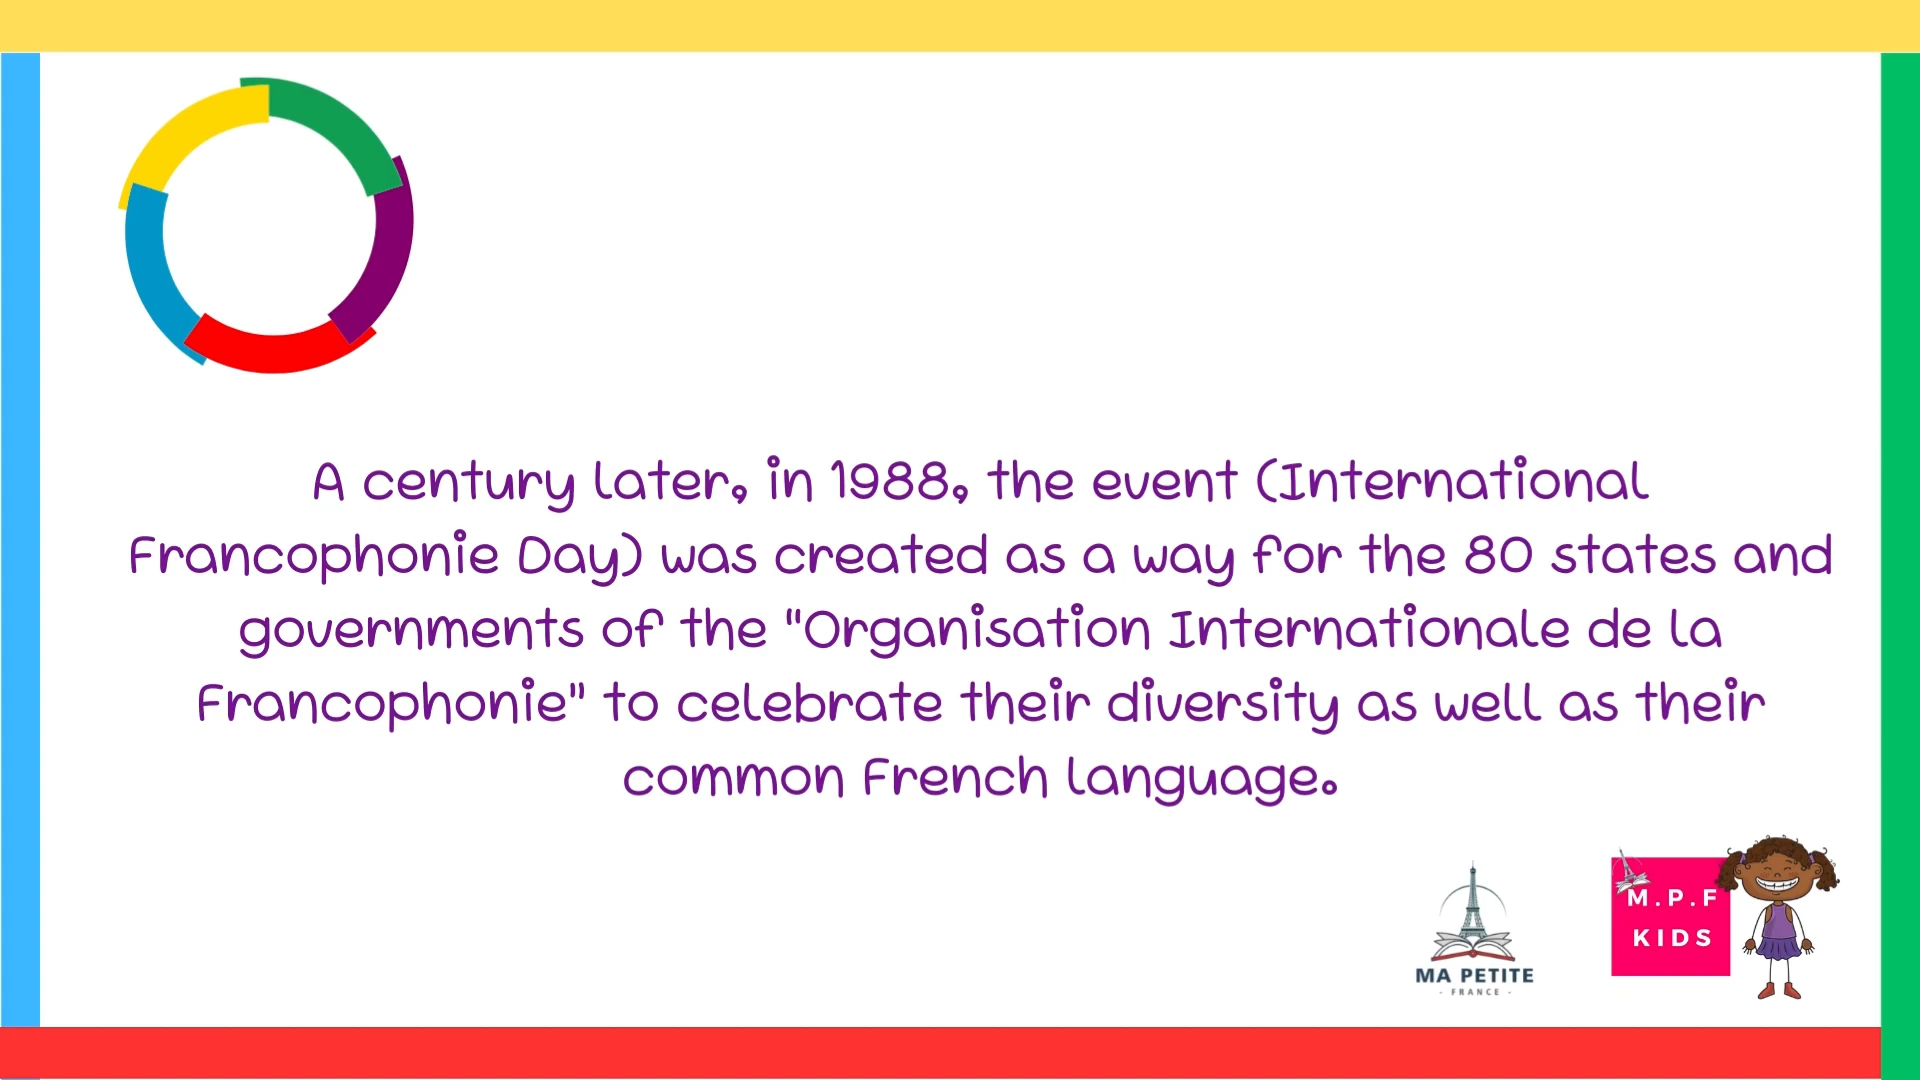 A century later, in 1988, the event (International
Francophonie Day) was created as a way for the 80 states and
governments of the "Organisation Internationale de la
Francophonie" to celebrate their diversity as well as their
common French language.
MA PETITE
- FRANCE -
M.P.F
KIDS